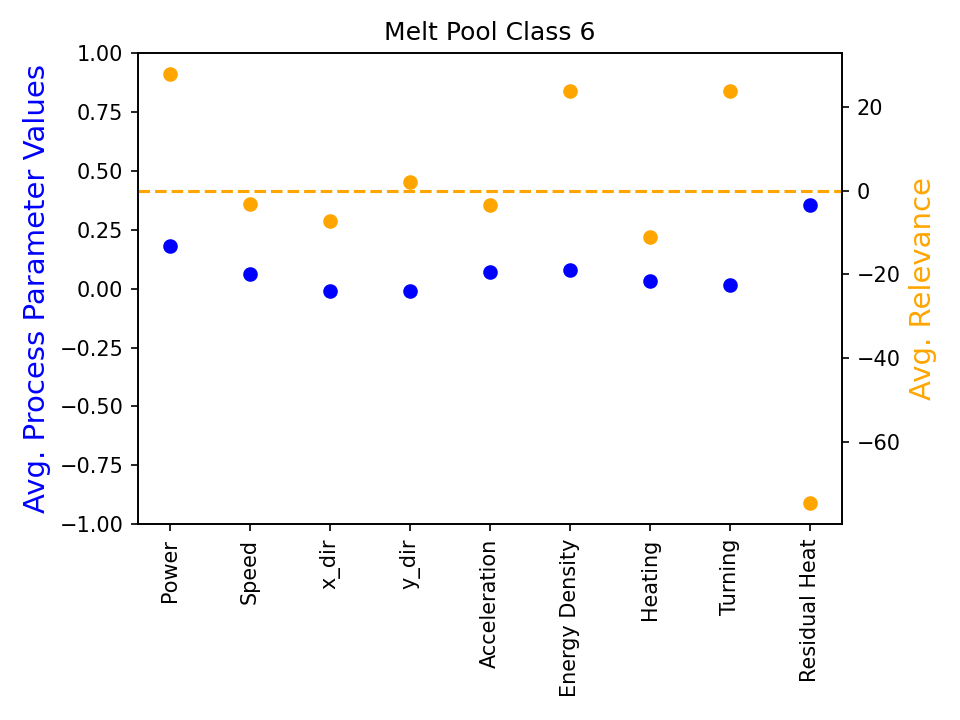 Melt Pool Class 6
Avg. Process Parameter Values
1.00
0.75
0.50
0.25
0.00
−0.25
−0.50
−0.75
−1.00
20
0
−20
−40
−60
Avg. Relevance
Power
Speed
x_dir
y_dir
Acceleration
Energy Density
Heating
Turning
Residual Heat